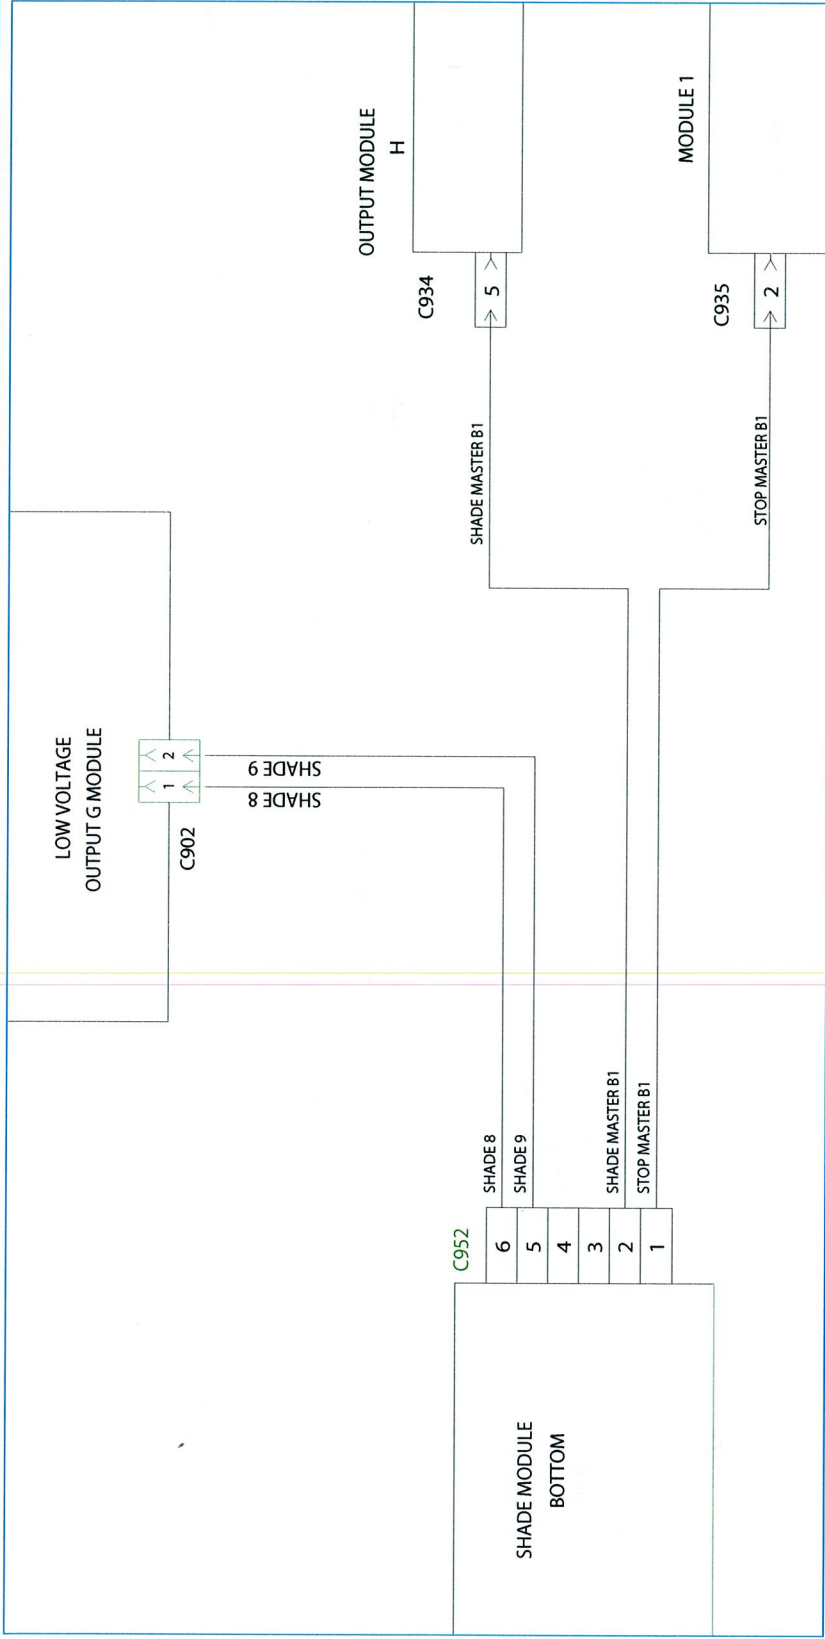 LOW VOLTAGE
OUTPUT G MODULE
C902
1
2
SHADE 8
SHADE 9
OUTPUT MODULE
H
C934
5
SHADE MASTER B1
MODULE 1
C935
2
STOP MASTER B1
SHADE MODULE
BOTTOM
C952
6
SHADE 8
5
SHADE 9
4
3
2
SHADE MASTER B1
1
STOP MASTER B1